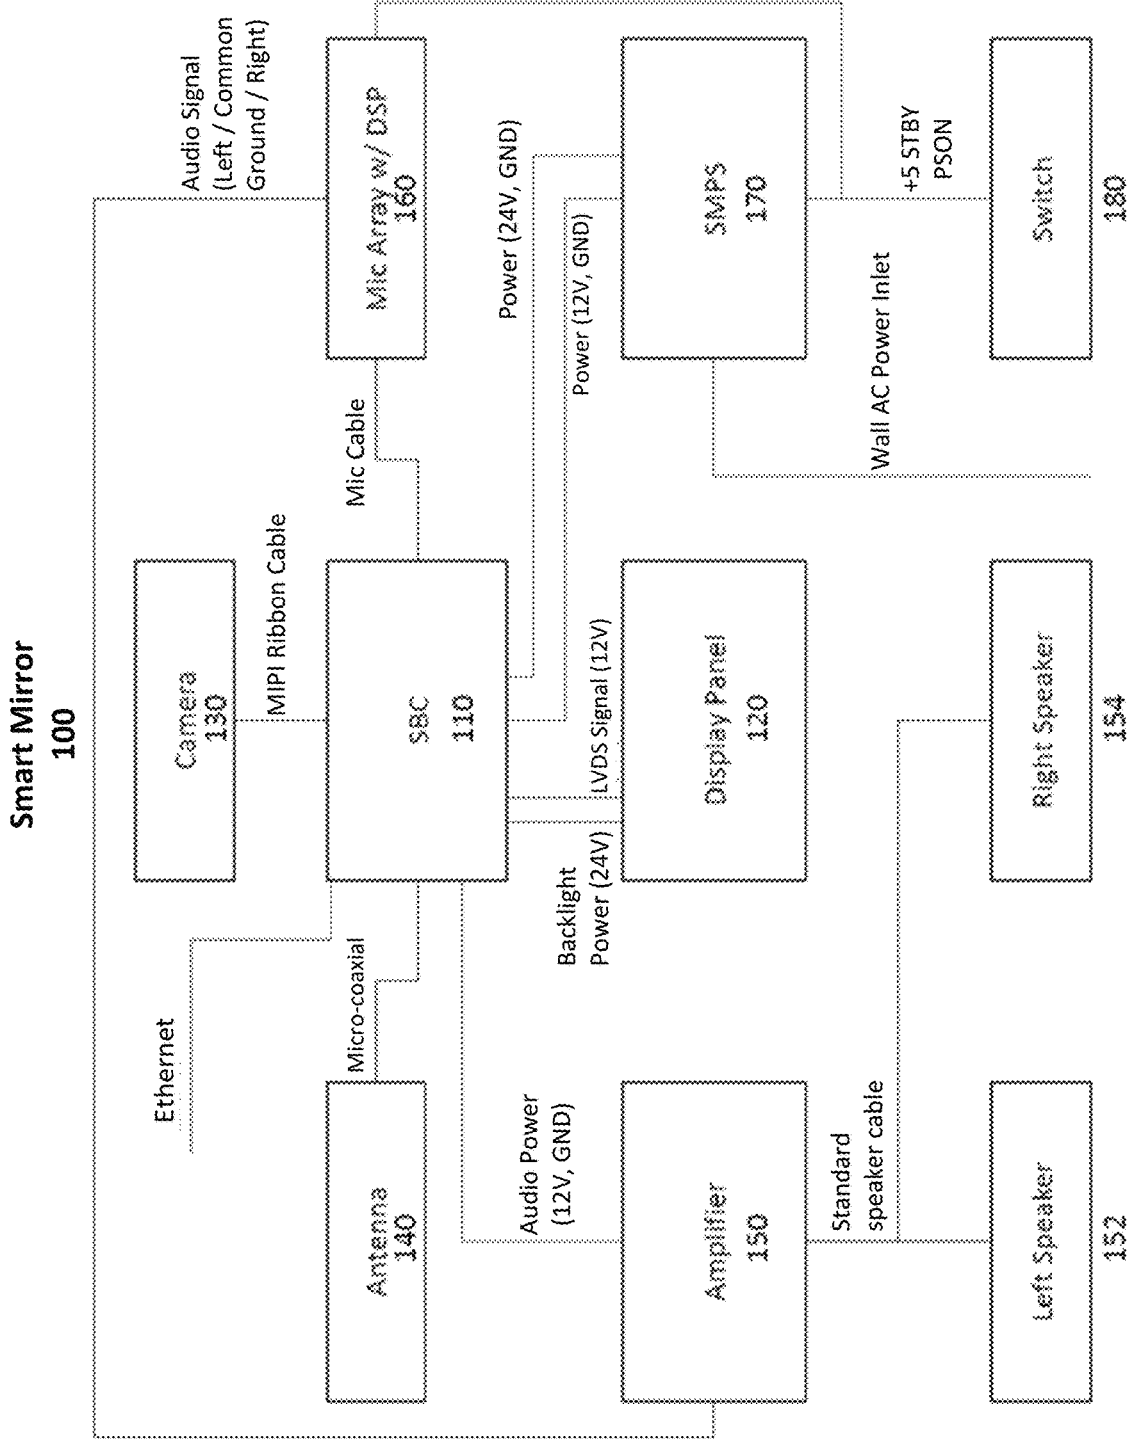 Smart Mirror
100
Audio Signal
(Left / Common
Ground / Right)
Ethernet
Camera
130
MIPI Ribbon Cable
Antenna
140
Micro-coaxial
SBC
110
Mic Cable
Mic Array w/ DSP
160
Audio Power
(12V, GND)
Backlight
Power (24V)
LVDS Signal (12V)
Power (24V, GND)
Power (12V, GND)
Amplifier
150
Display Panel
120
SMPS
170
Standard
speaker cable
Wall AC Power Inlet
+5 STBY
PSON
Left Speaker
152
Right Speaker
154
Switch
180